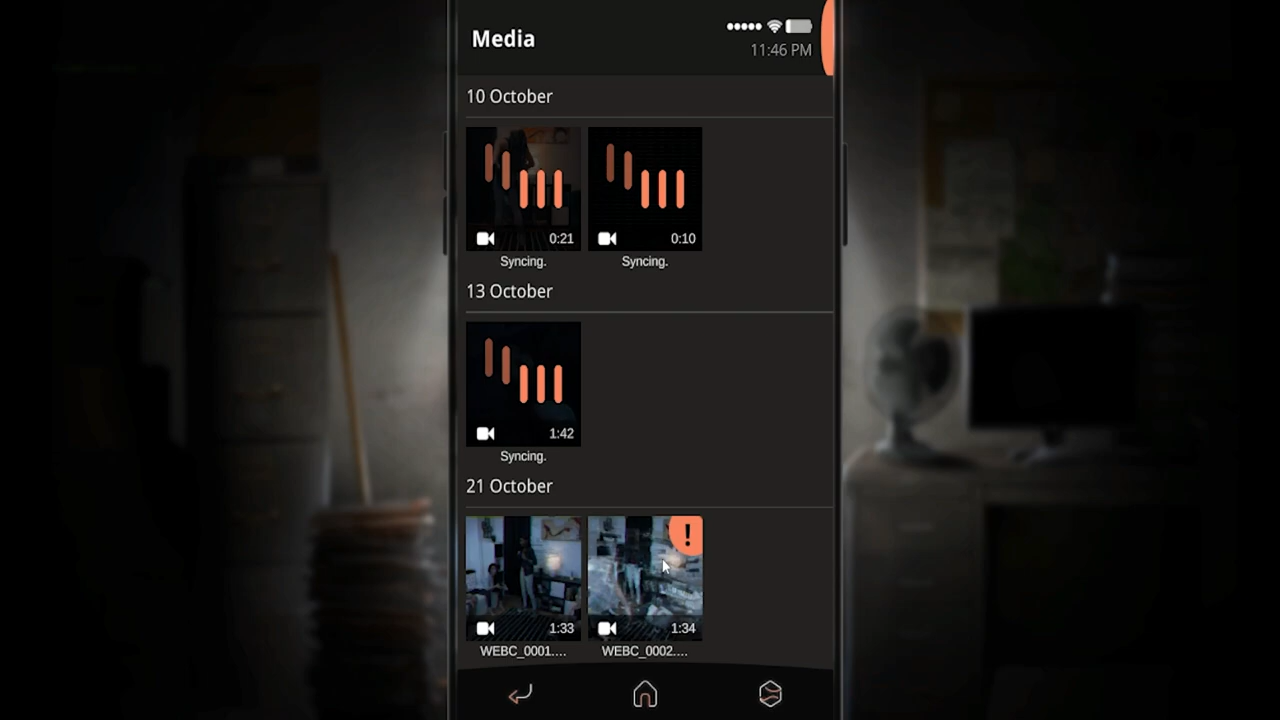 Media
11:46 PM
10 October
0:21
0:10
Syncing.
Syncing.
13 October
1:42
Syncing.
21 October
!
1:33
1:34
WEBC_0001....
WEBC_0002....